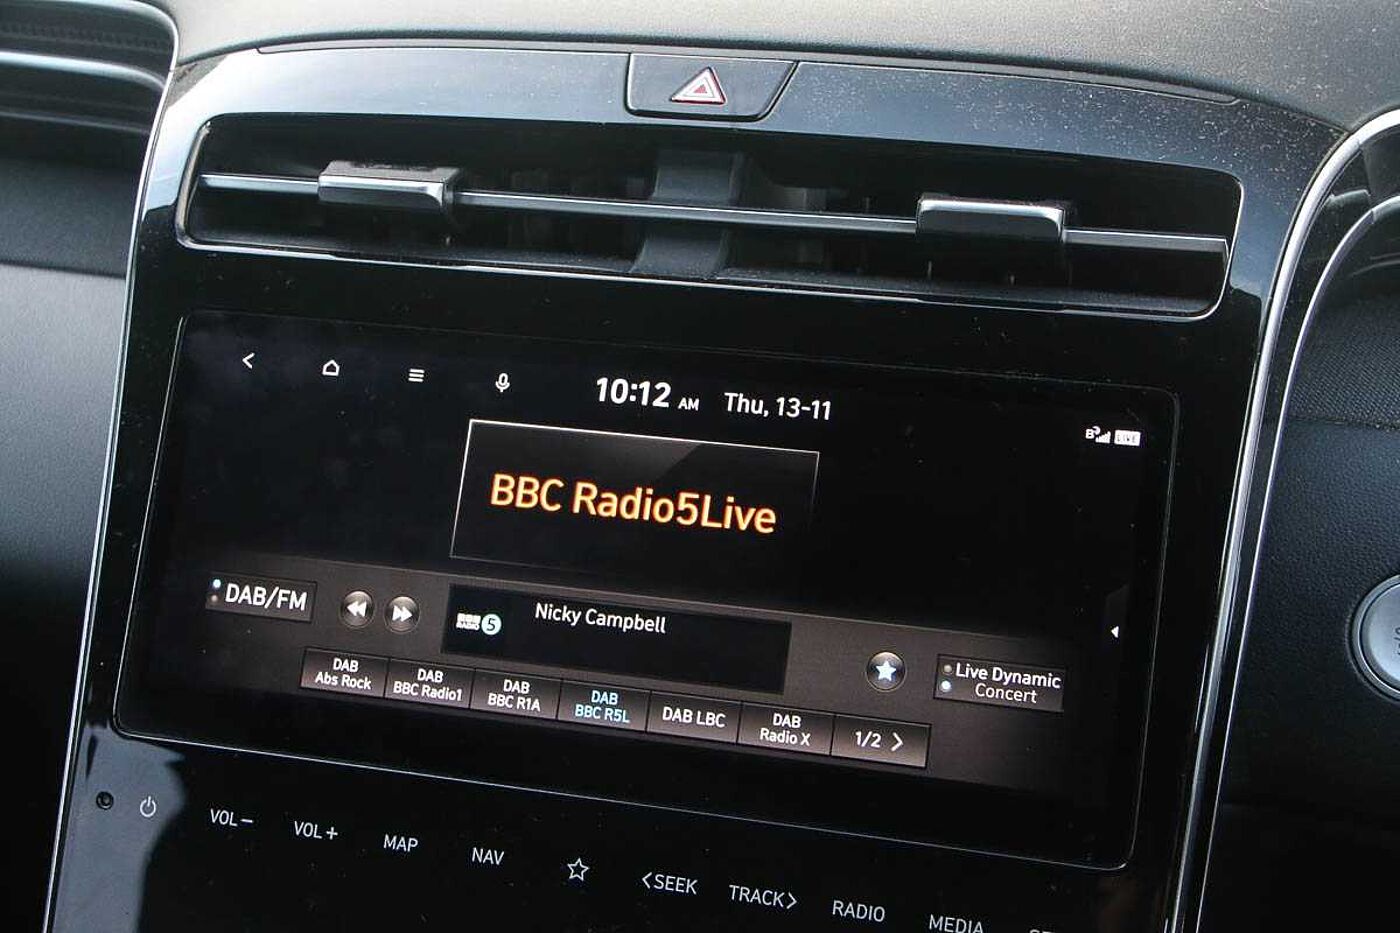 10:12 AM Thu, 13-11
BBC Radio5Live
DAB/FM
RADIO 5
Nicky Campbell
Live Dynamic
Concert
DAB
Abs Rock
DAB
BBC Radio1
DAB
BBC R1A
DAB
BBC R5L
DAB LBC
DAB
Radio X
1/2 >
VOL−
VOL+
MAP
NAV
<SEEK
TRACK>
RADIO
MEDIA